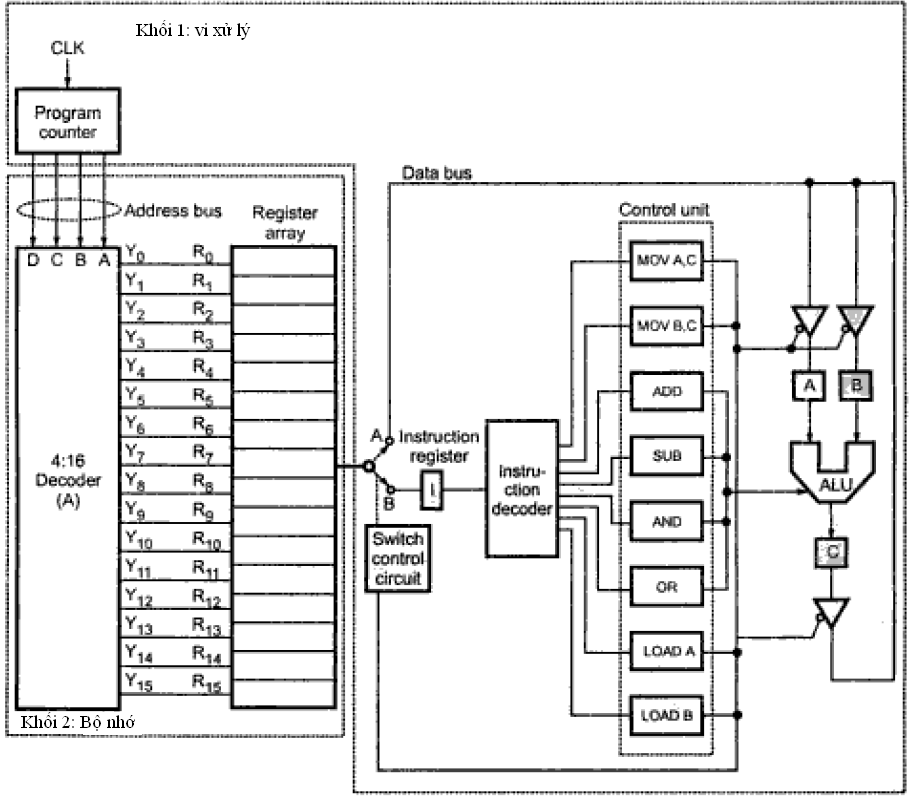 Khối 1: vi xử lý
CLK
Program
counter
Data bus
Address bus
Register
array
Control unit
D C B A
Y0 R0
Y1 R1
Y2 R2
Y3 R3
Y4 R4
Y5 R5
Y6 R6
Y7 R7
Y8 R8
Y9 R9
Y10 R10
Y11 R11
Y12 R12
Y13 R13
Y14 R14
Y15 R15
4:16
Decoder
(A)
Khối 2: Bộ nhớ
A
B
Instruction
register
I
Switch
control
circuit
instru-
ction
decoder
MOV A,C
MOV B,C
ADD
SUB
AND
OR
LOAD A
LOAD B
A
B
ALU
C